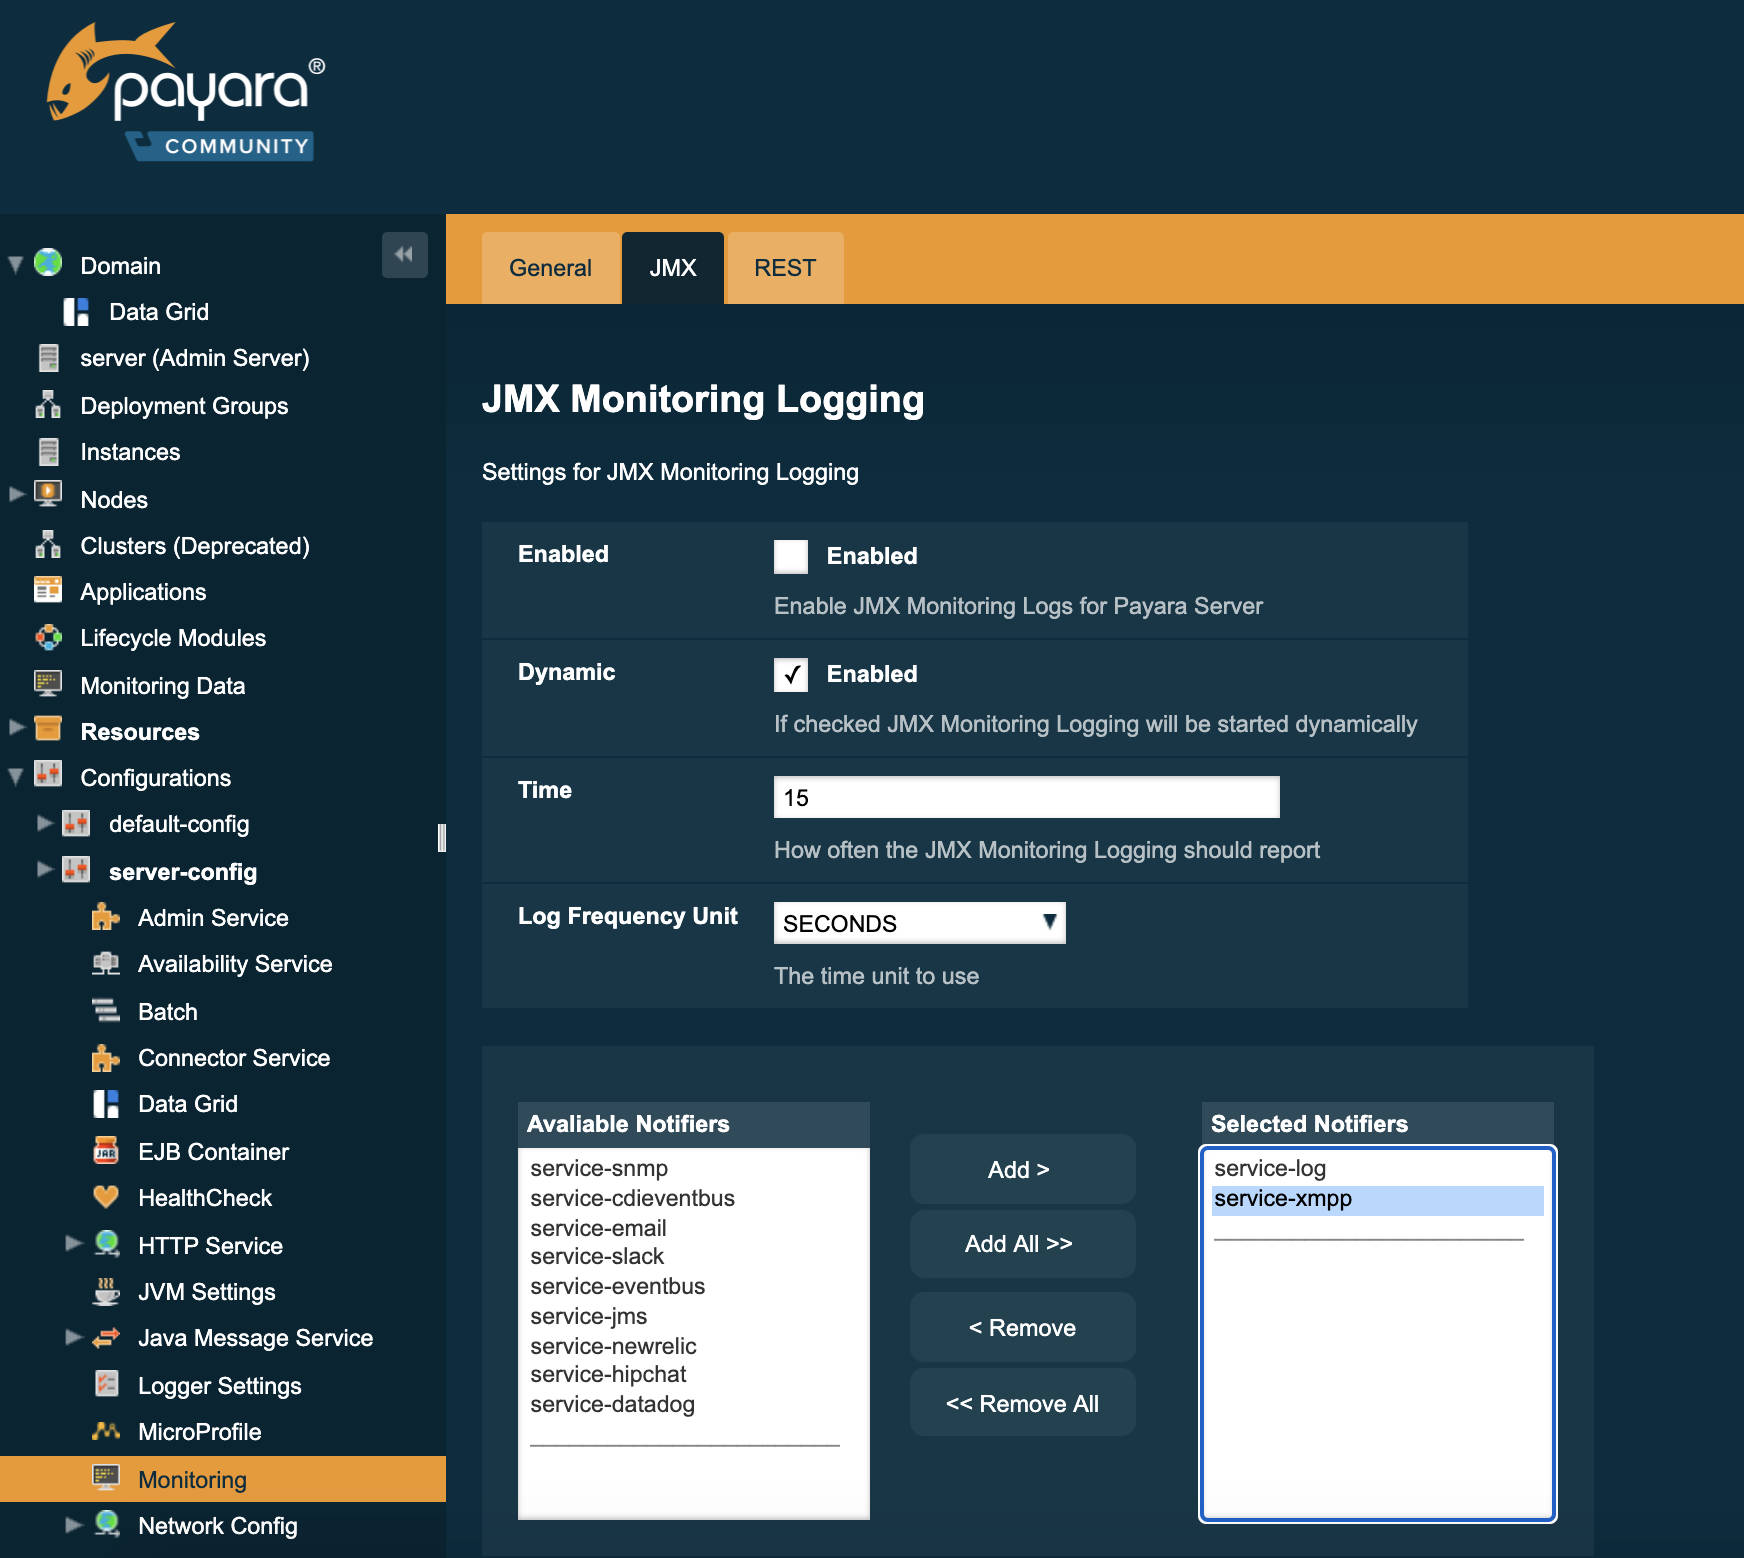 payara®
COMMUNITY
Domain
Data Grid
server (Admin Server)
Deployment Groups
Instances
Nodes
Clusters (Deprecated)
Applications
Lifecycle Modules
Monitoring Data
Resources
Configurations
default-config
server-config
Admin Service
Availability Service
Batch
Connector Service
Data Grid
JAR
EJB Container
HealthCheck
HTTP Service
JVM Settings
Java Message Service
Logger Settings
MicroProfile
Monitoring
Network Config
General
JMX
REST
JMX Monitoring Logging
Settings for JMX Monitoring Logging
Enabled
Enabled
Enable JMX Monitoring Logs for Payara Server
Dynamic
Enabled
If checked JMX Monitoring Logging will be started dynamically
Time
15
How often the JMX Monitoring Logging should report
Log Frequency Unit
SECONDS
The time unit to use
Avaliable Notifiers
service-snmp
service-cdieventbus
service-email
service-slack
service-eventbus
service-jms
service-newrelic
service-hipchat
service-datadog
Add >
Add All >>
< Remove
<< Remove All
Selected Notifiers
service-log
service-xmpp